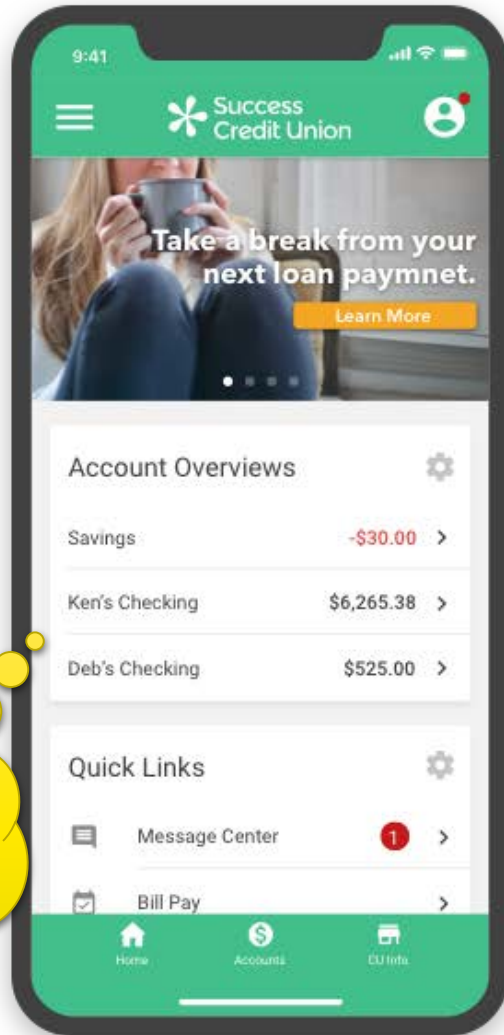 9:41
Success
Credit Union
Take a break from your
next loan paymnet.
Learn More
Account Overviews
Savings -$30.00
Ken's Checking $6,265.38
Deb's Checking $525.00
Quick Links
Message Center 1
Bill Pay
Home Accounts CU Info